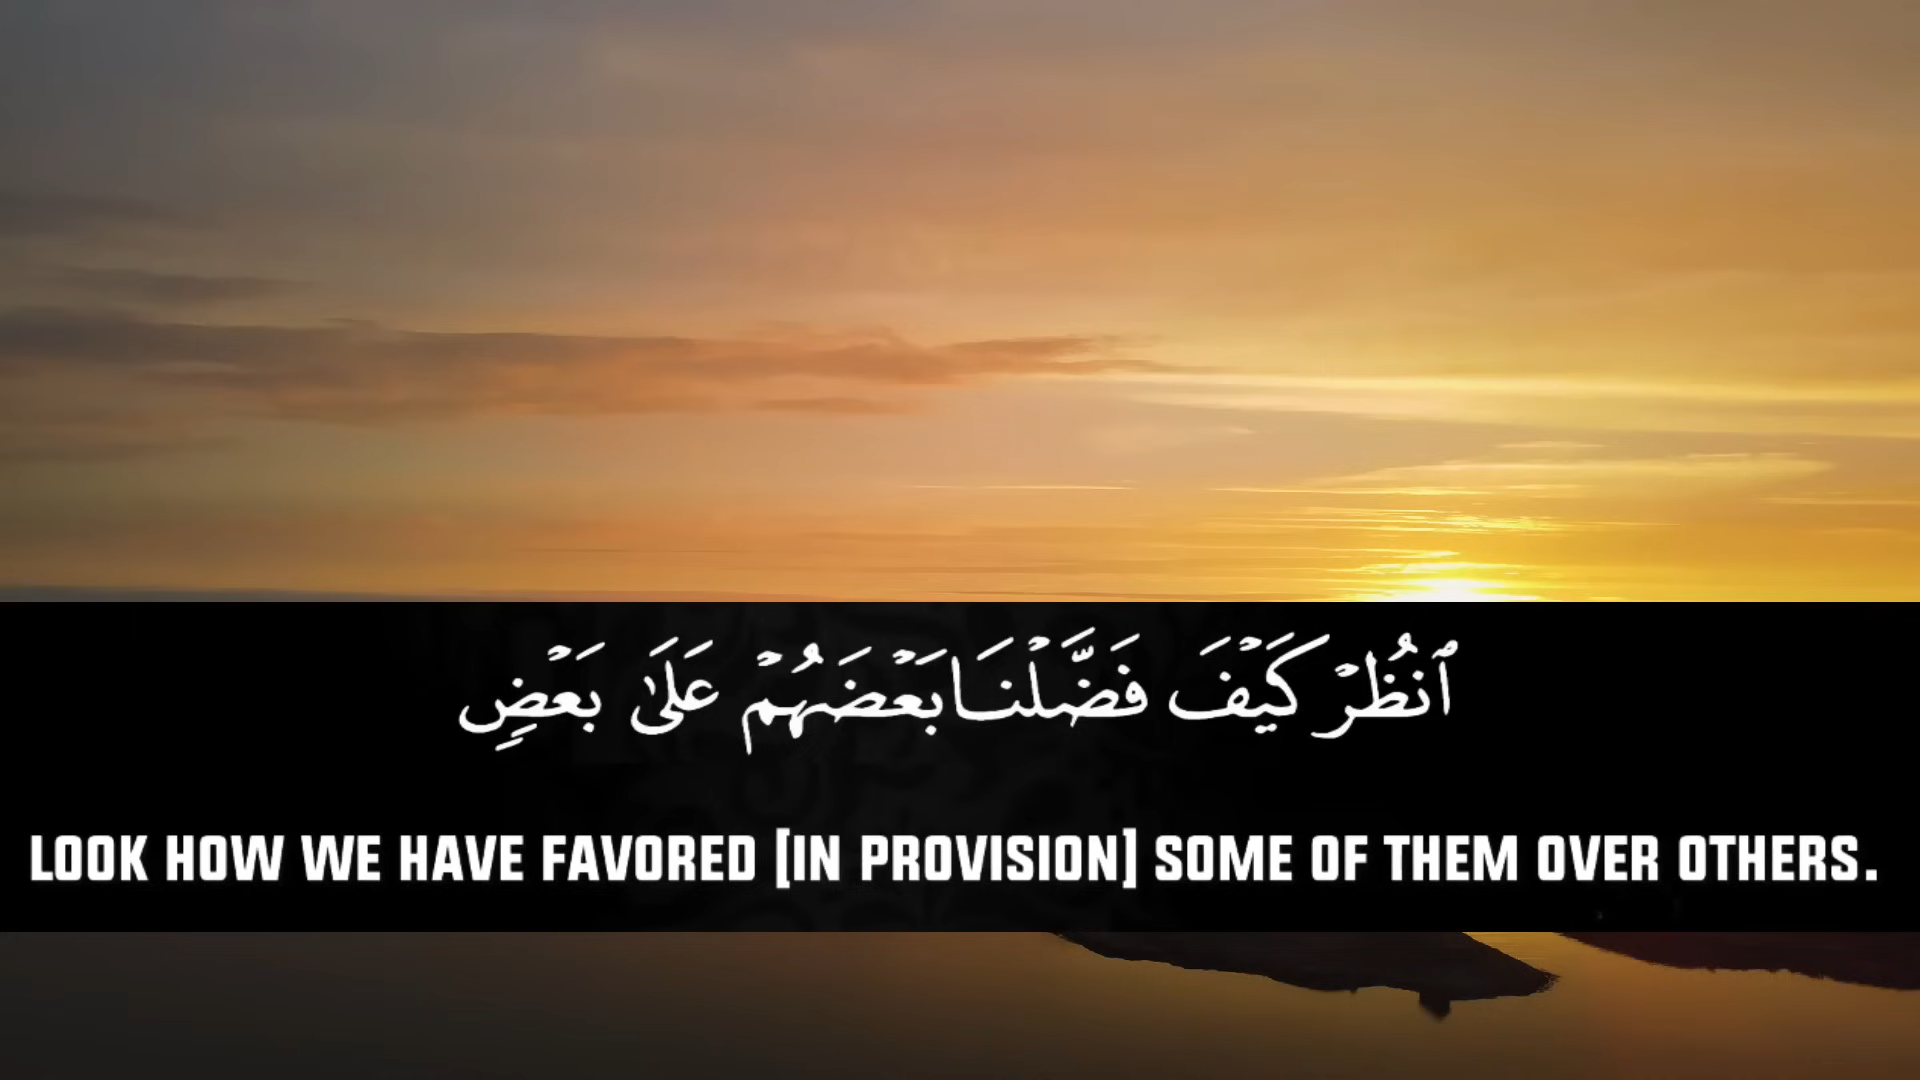 ٱنظُرْ كَيْفَ فَضَّلْنَا بَعْضَهُمْ عَلَىٰ بَعْضٍ
LOOK HOW WE HAVE FAVORED [IN PROVISION] SOME OF THEM OVER OTHERS.